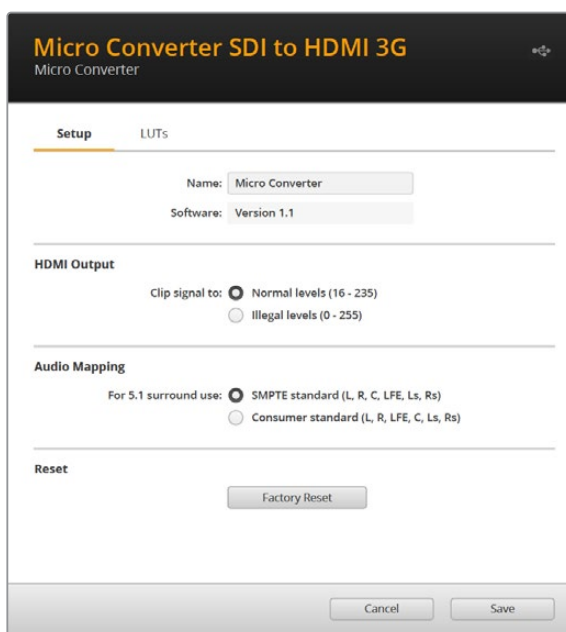 Micro Converter SDI to HDMI 3G
Micro Converter
Setup LUTs
Name: Micro Converter
Software: Version 1.1
HDMI Output
Clip signal to: Normal levels (16 - 235)
Illegal levels (0 - 255)
Audio Mapping
For 5.1 surround use: SMPTE standard (L, R, C, LFE, Ls, Rs)
Consumer standard (L, R, LFE, C, Ls, Rs)
Reset
Factory Reset
Cancel Save